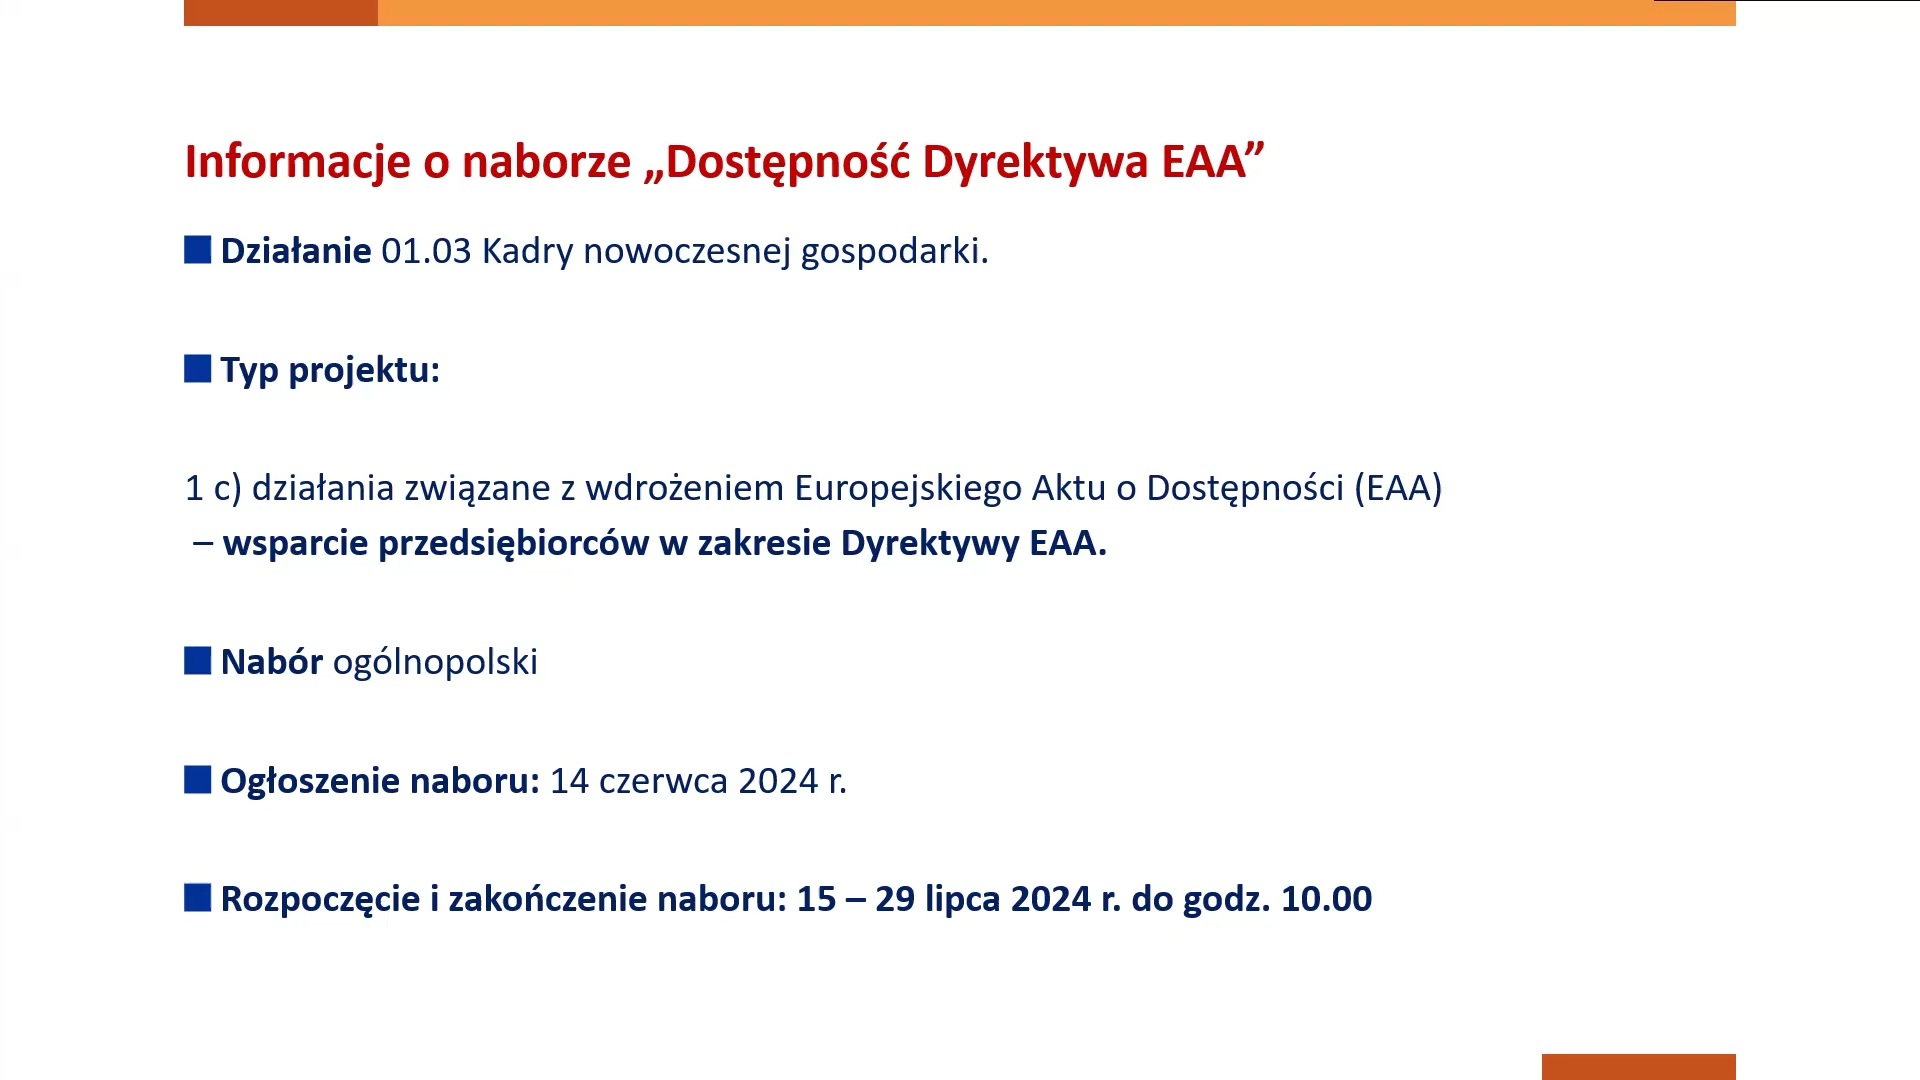 Informacje o naborze „Dostępność Dyrektywa EAA”
Działanie 01.03 Kadry nowoczesnej gospodarki.
Typ projektu:
1 c) działania związane z wdrożeniem Europejskiego Aktu o Dostępności (EAA)
– wsparcie przedsiębiorców w zakresie Dyrektywy EAA.
Nabór ogólnopolski
Ogłoszenie naboru: 14 czerwca 2024 r.
Rozpoczęcie i zakończenie naboru: 15 – 29 lipca 2024 r. do godz. 10.00